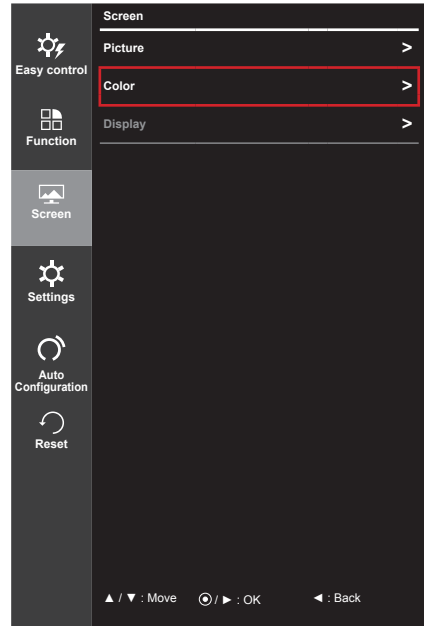 Easy control
Function
Screen
Settings
Auto
Configuration
Reset
Screen
Picture >
Color >
Display >
▲ / ▼ : Move ⦿ / ► : OK ◄ : Back